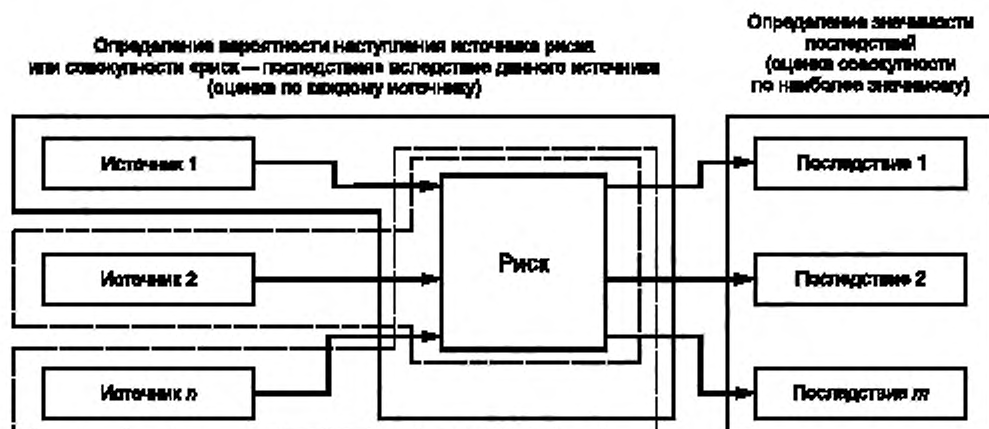 Определение вероятности наступления источника риска
или совокупности «риск — последствия» вследствие данного источника
(оценка по каждому источнику)
Определение значимости
последствий
(оценка совокупности
по наиболее значимому)
Источник 1
Последствие 1
Источник 2
Риск
Последствие 2
Источник n
Последствие m